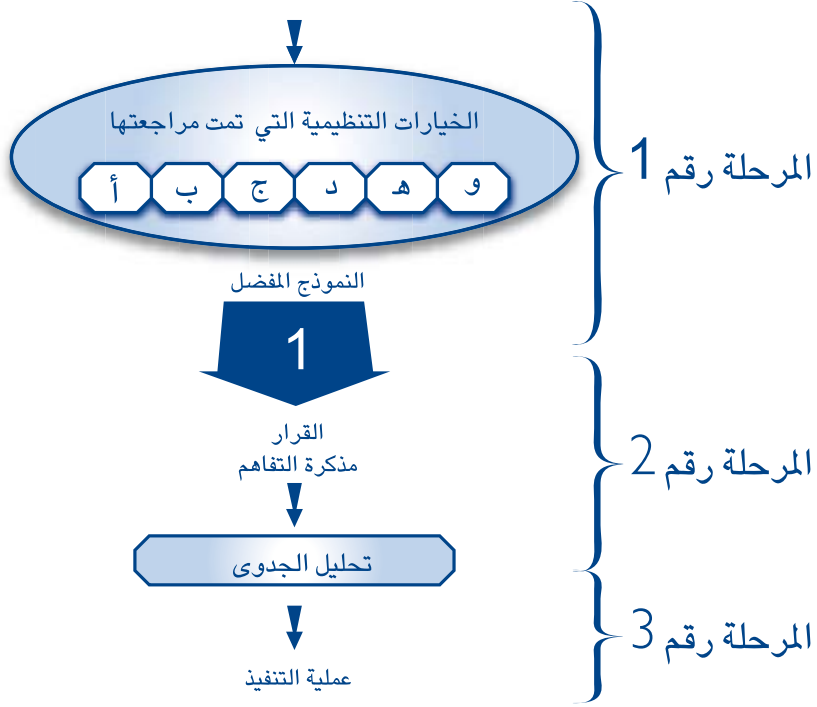 الخيارات التنظيمية التي تمت مراجعتها
أ ب ج د هـ و
المرحلة رقم 1
النموذج المفضل
1
القرار
مذكرة التفاهم
المرحلة رقم 2
تحليل الجدوى
المرحلة رقم 3
عملية التنفيذ